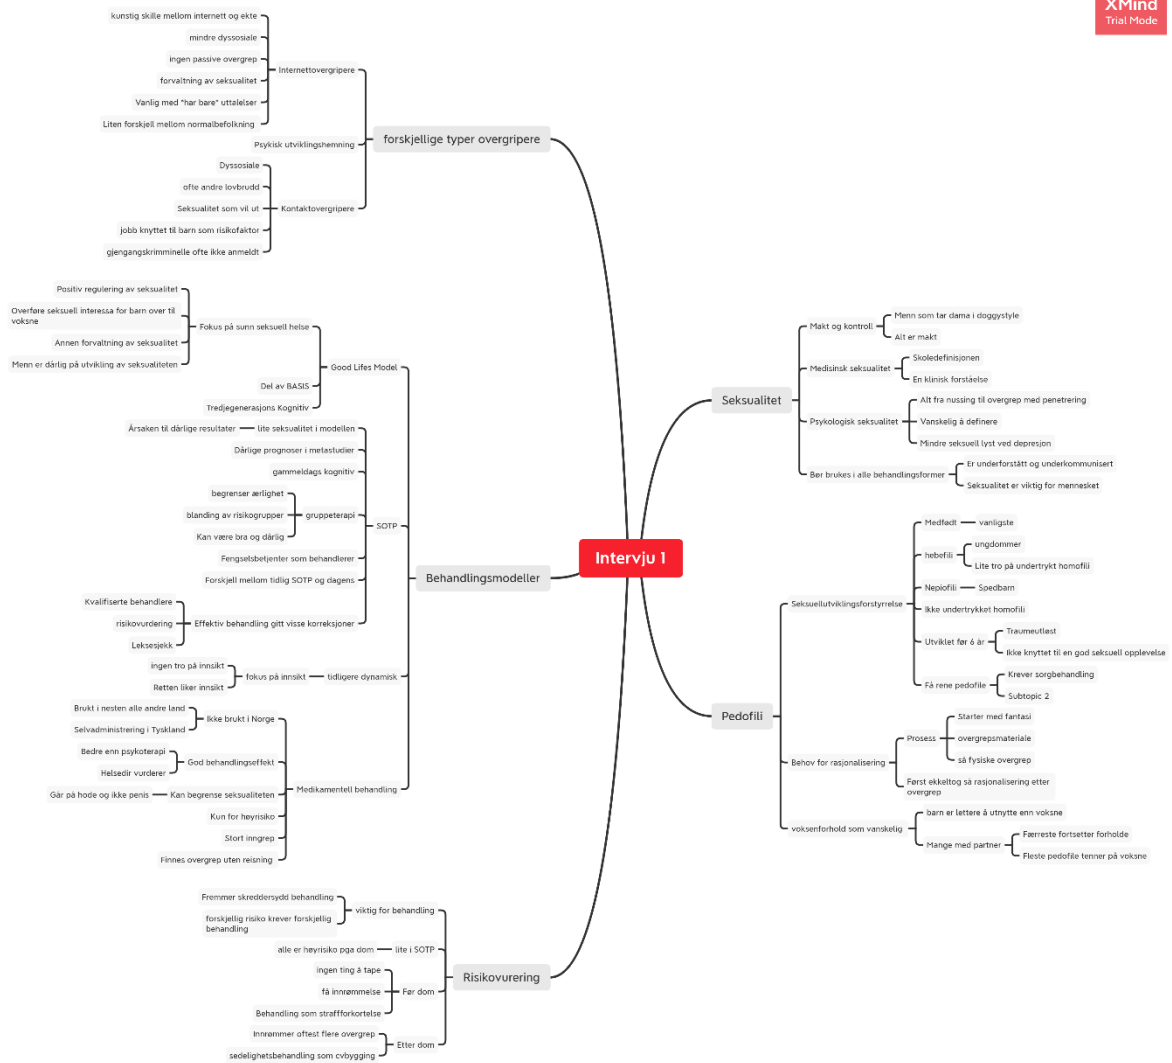 XMind
Trial Mode
Intervju 1
forskjellige typer overgripere
Internettovergripere
kunstig skille mellom internett og ekte
mindre dyssosiale
ingen passive overgrep
forvaltning av seksualitet
Vanlig med "har bare" uttalelser
Liten forskjell mellom normalbefolkning
Psykisk utviklingshemning
Kontaktovergripere
Dyssosiale
ofte andre lovbrudd
Seksualitet som vil ut
jobb knyttet til barn som risikofaktor
gjengangskrimminelle ofte ikke anmeldt
Behandlingsmodeller
Good Lifes Model
Fokus på sunn seksuell helse
Positiv regulering av seksualitet
Overføre seksuell interessa for barn over til
voksne
Annen forvaltning av seksualitet
Menn er dårlig på utvikling av seksualiteten
Del av BASIS
Tredjegenerasjons Kognitiv
SOTP
lite seksualitet i modellen
Årsaken til dårlige resultater
Dårlige prognoser i metastudier
gammeldags kognitiv
gruppeterapi
begrenser ærlighet
blanding av risikogrupper
Kan være bra og dårlig
Fengselsbetjenter som behandlerer
Forskjell mellom tidlig SOTP og dagens
Effektiv behandling gitt visse korreksjoner
Kvalifiserte behandlere
risikovurdering
Leksesjekk
tidligere dynamisk
fokus på innsikt
ingen tro på innsikt
Retten liker innsikt
Medikamentell behandling
Ikke brukt i Norge
Brukt i nesten alle andre land
Selvadministrering i Tyskland
God behandlingseffekt
Bedre enn psykoterapi
Helsedir vurderer
Kan begrense seksualiteten
Går på hode og ikke penis
Kun for høyrisiko
Stort inngrep
Finnes overgrep uten reisning
Risikovurering
viktig for behandling
Fremmer skreddersydd behandling
forskjellig risiko krever forskjellig
behandling
lite i SOTP
alle er høyrisiko pga dom
Før dom
ingen ting å tape
få innrømmelse
Behandling som straffforkortelse
Etter dom
Innrømmer oftest flere overgrep
sedelighetsbehandling som cvbygging
Seksualitet
Makt og kontroll
Menn som tar dama i doggystyle
Alt er makt
Medisinsk seksualitet
Skoledefinisjonen
En klinisk forståelse
Psykologisk seksualitet
Alt fra nussing til overgrep med penetrering
Vanskelig å definere
Mindre seksuell lyst ved depresjon
Bør brukes i alle behandlingsformer
Er underforstått og underkommunisert
Seksualitet er viktig for mennesket
Pedofili
Seksuellutviklingsforstyrrelse
Medfødt
vanligste
hebefili
ungdommer
Lite tro på undertrykt homofili
Nepiofili
Spedbarn
Ikke undertrykket homofili
Utviklet før 6 år
Traumeutløst
Ikke knyttet til en god seksuell opplevelse
Få rene pedofile
Krever sorgbehandling
Subtopic 2
Behov for rasjonalisering
Prosess
Starter med fantasi
overgrepsmateriale
så fysiske overgrep
Først ekkeltog så rasjonalisering etter
overgrep
voksenforhold som vanskelig
barn er lettere å utnytte enn voksne
Mange med partner
Færreste fortsetter forholde
Fleste pedofile tenner på voksne